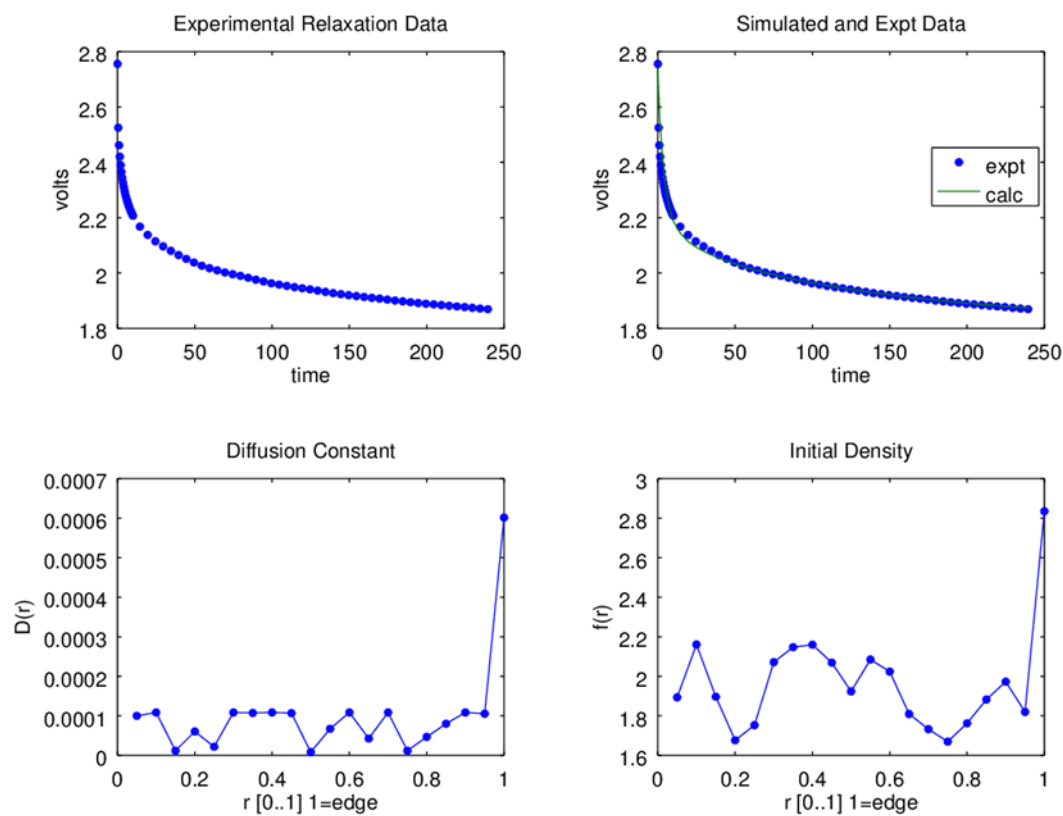 Experimental Relaxation Data
2.8
2.6
2.4
2.2
2
1.8
volts
0 50 100 150 200 250
time
Simulated and Expt Data
2.8
2.6
2.4
2.2
2
1.8
volts
expt
calc
0 50 100 150 200 250
time
Diffusion Constant
0.0007
0.0006
0.0005
0.0004
0.0003
0.0002
0.0001
0
D(r)
0 0.2 0.4 0.6 0.8 1
r [0..1] 1=edge
Initial Density
3
2.8
2.6
2.4
2.2
2
1.8
1.6
f(r)
0 0.2 0.4 0.6 0.8 1
r [0..1] 1=edge